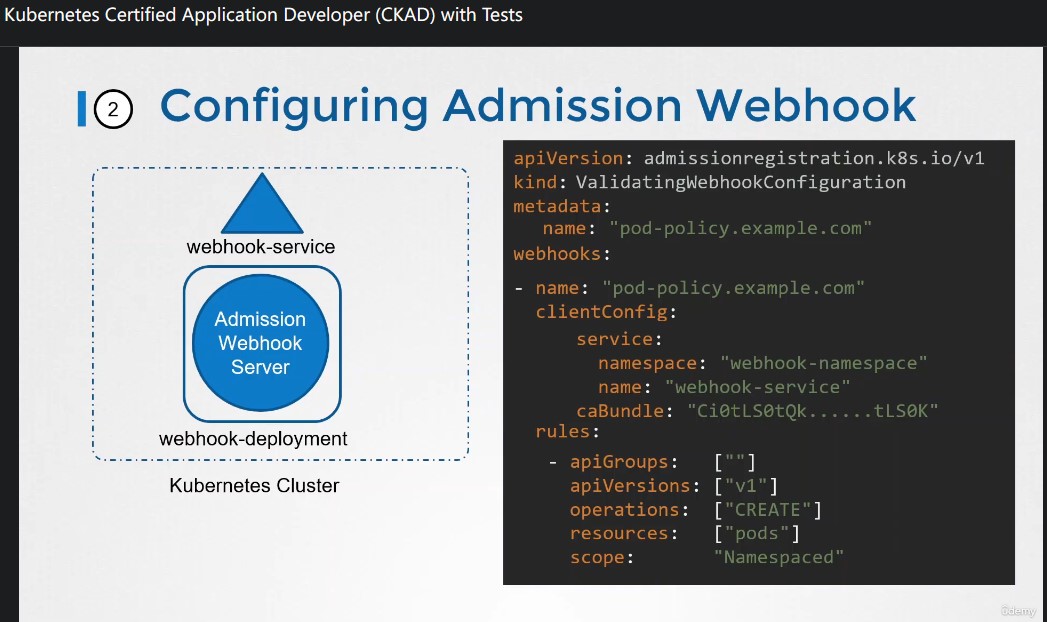 Kubernetes Certified Application Developer (CKAD) with Tests
2 Configuring Admission Webhook
webhook-service
Admission
Webhook
Server
webhook-deployment
Kubernetes Cluster
apiVersion: admissionregistration.k8s.io/v1
kind: ValidatingWebhookConfiguration
metadata:
name: "pod-policy.example.com"
webhooks:
- name: "pod-policy.example.com"
clientConfig:
service:
namespace: "webhook-namespace"
name: "webhook-service"
caBundle: "Ci0tLS0tQk......tLS0K"
rules:
- apiGroups: [""]
apiVersions: ["v1"]
operations: ["CREATE"]
resources: ["pods"]
scope: "Namespaced"
ûdemy